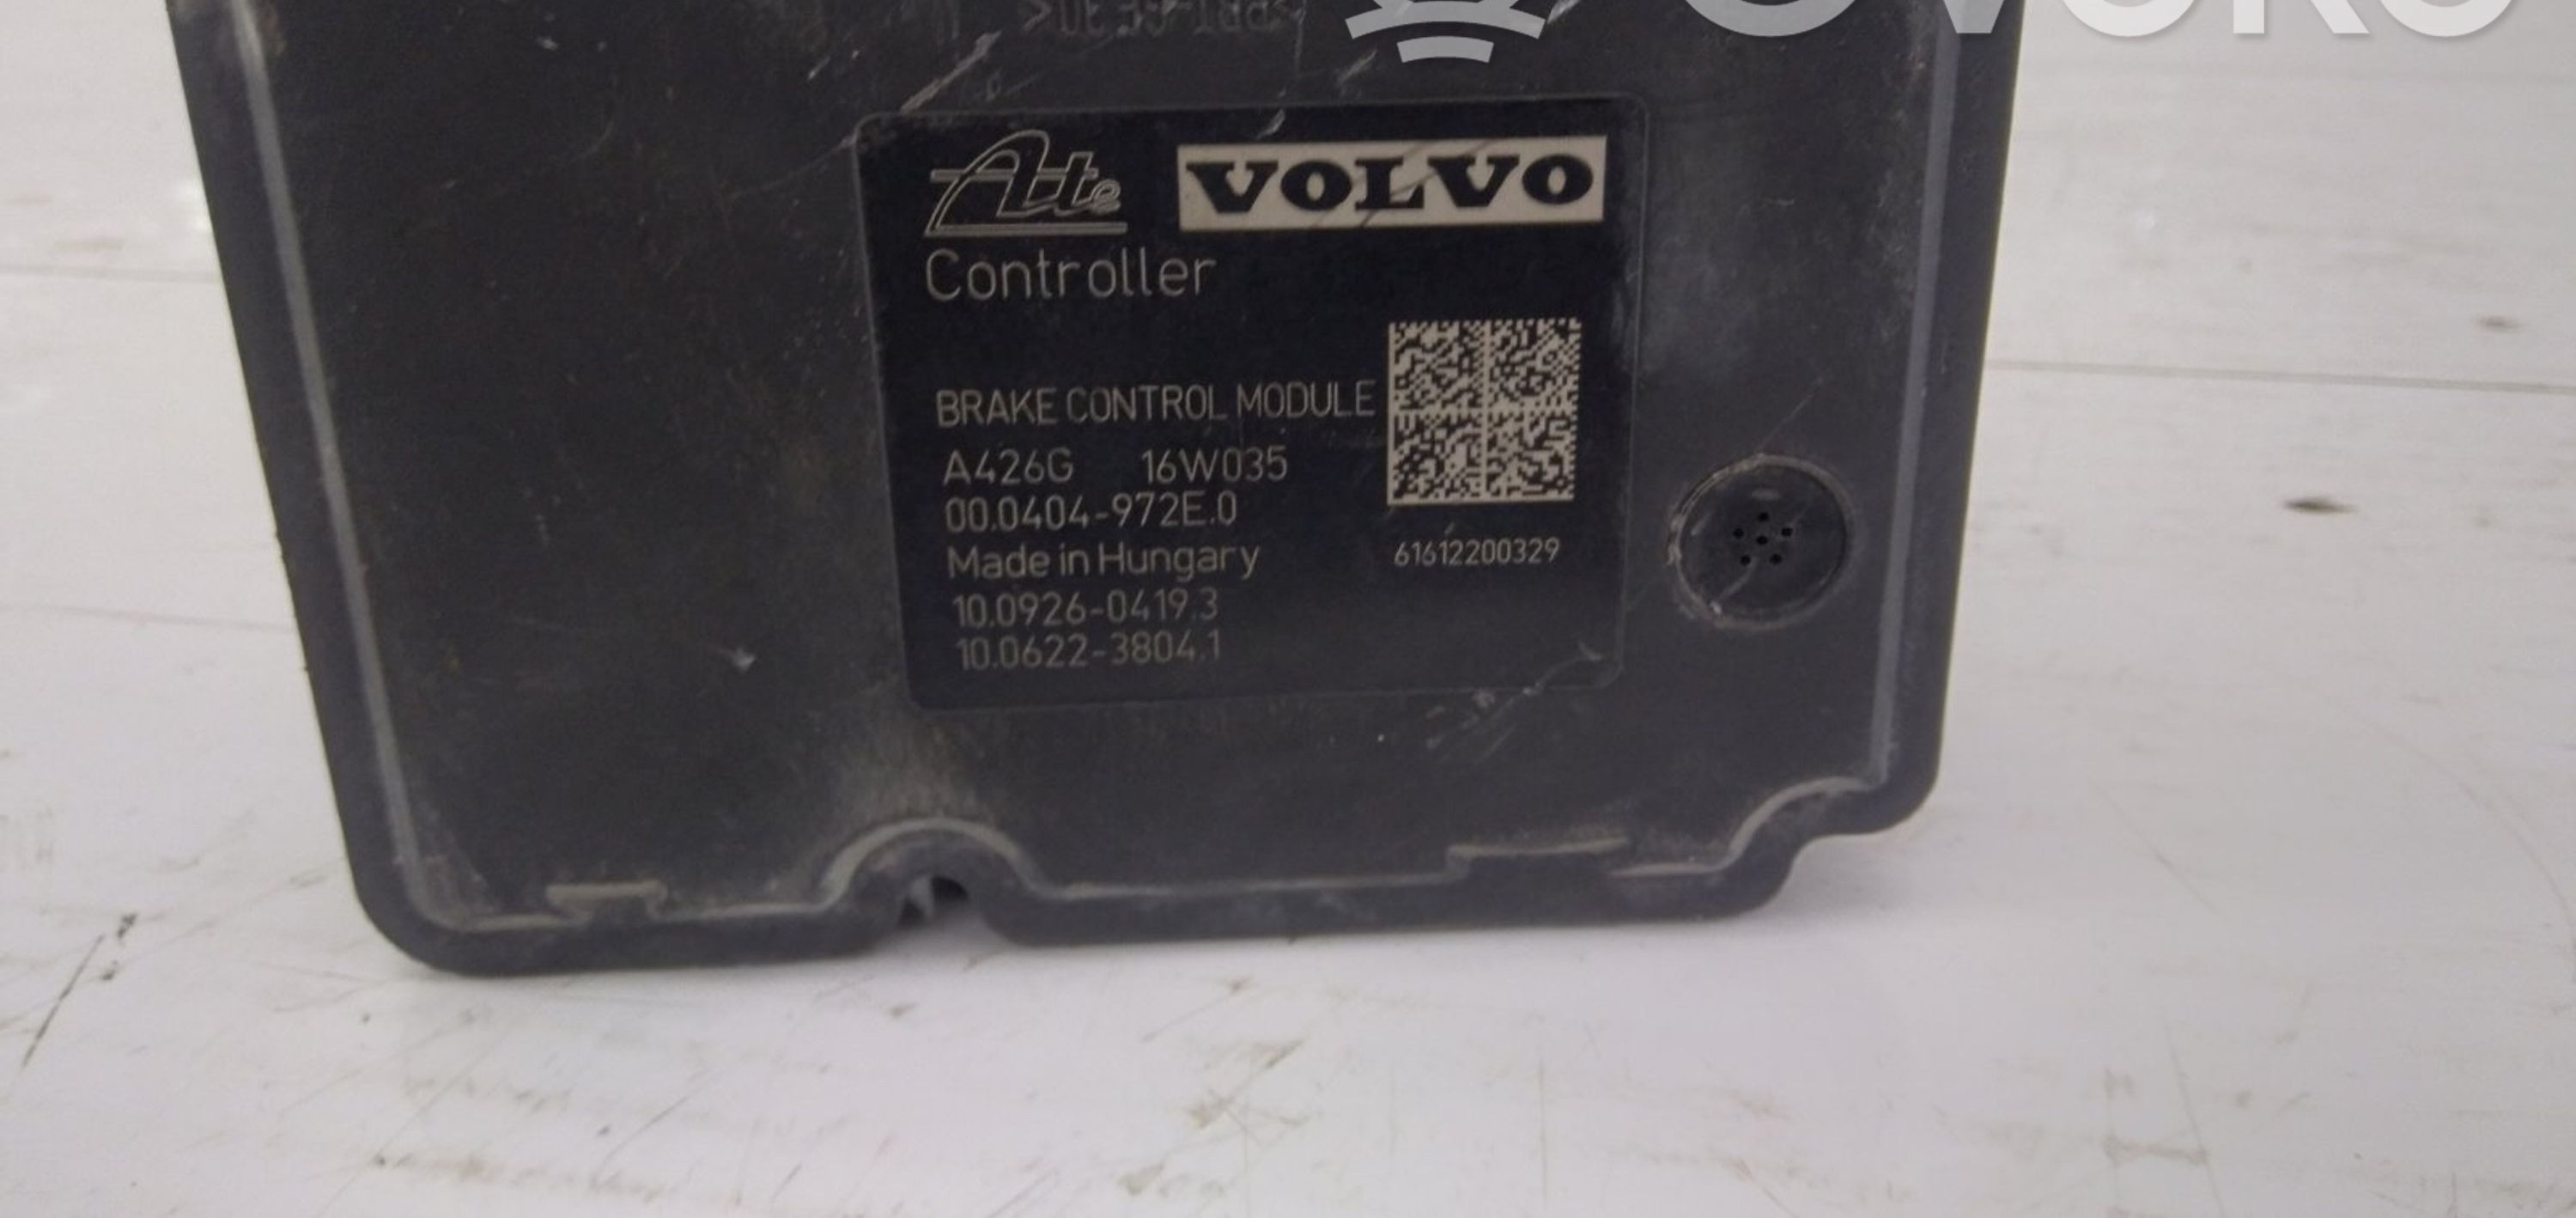 Ate VOLVO
Controller
BRAKE CONTROL MODULE
A426G 16W035
00.0404-972E.0
Made in Hungary
61612200329
10.0926-0419.3
10.0622-3804.1